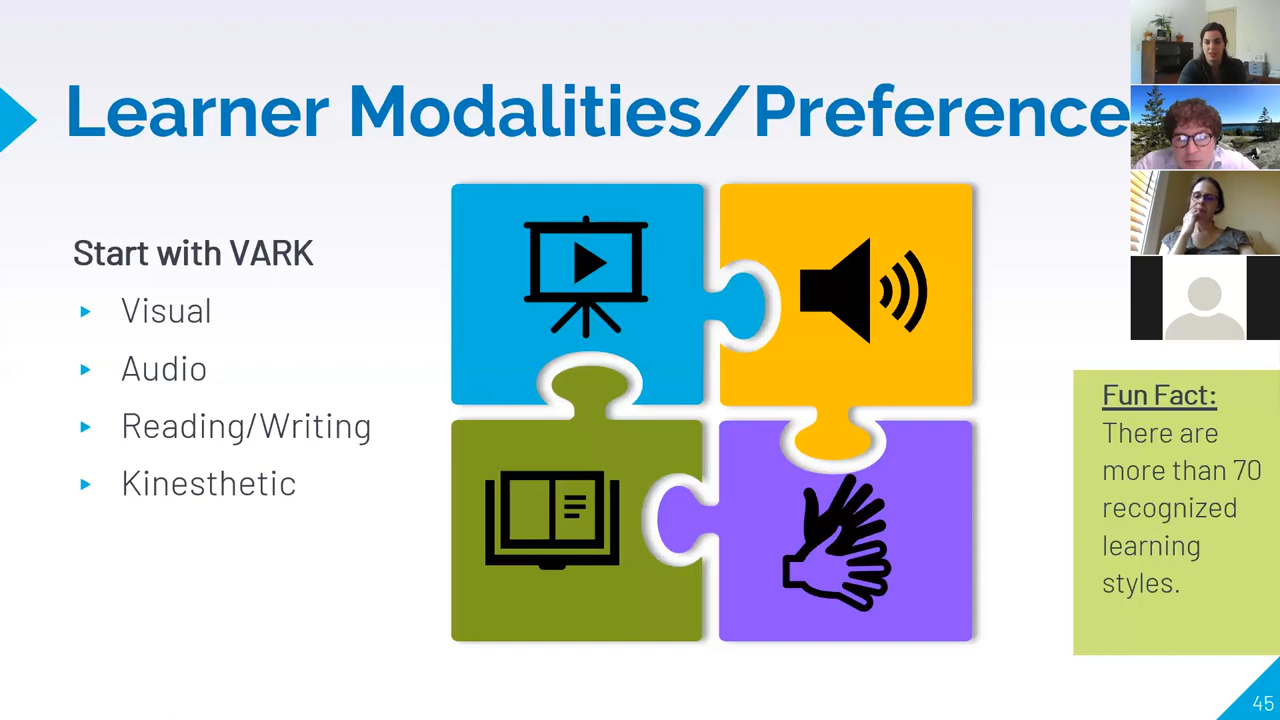 Learner Modalities/Preference
Start with VARK
Visual
Audio
Reading/Writing
Kinesthetic
Fun Fact:
There are
more than 70
recognized
learning
styles.
45